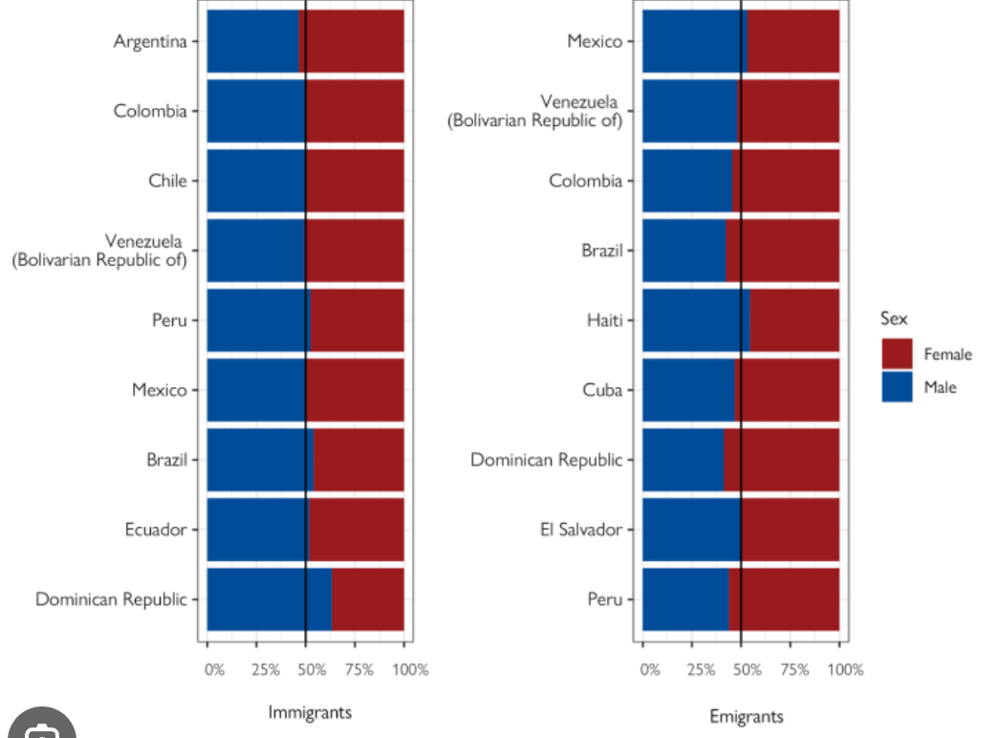 Argentina
Colombia
Chile
Venezuela
(Bolivarian Republic of)
Peru
Mexico
Brazil
Ecuador
Dominican Republic
0% 25% 50% 75% 100%
Immigrants
Mexico
Venezuela
(Bolivarian Republic of)
Colombia
Brazil
Haiti
Cuba
Dominican Republic
El Salvador
Peru
0% 25% 50% 75% 100%
Emigrants
Sex
Female
Male